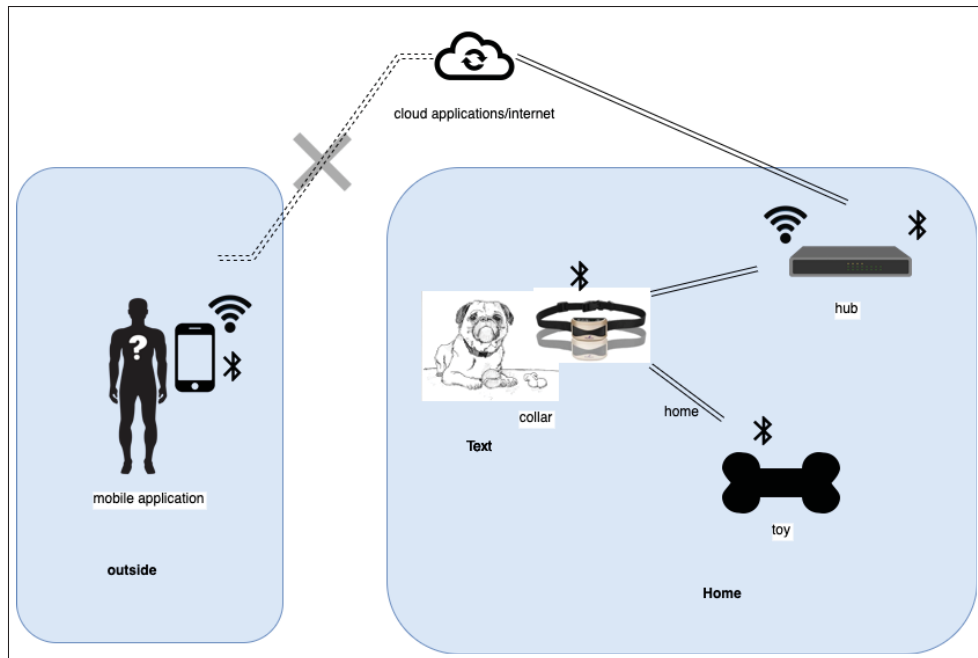 cloud applications/internet
hub
collar
home
Text
mobile application
toy
outside
Home
?